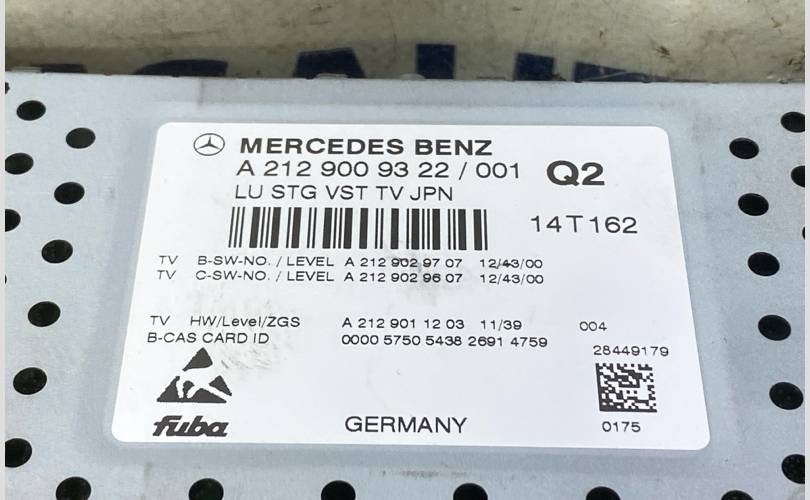 MERCEDES BENZ
A 212 900 93 22 / 001 Q2
LU STG VST TV JPN
14T162
TV B-SW-NO. / LEVEL A 212 902 97 07 12/43/00
TV C-SW-NO. / LEVEL A 212 902 96 07 12/43/00
TV HW/Level/ZGS A 212 901 12 03 11/39 004
B-CAS CARD ID 0000 5750 5438 2691 4759
28449179
fuba GERMANY 0175